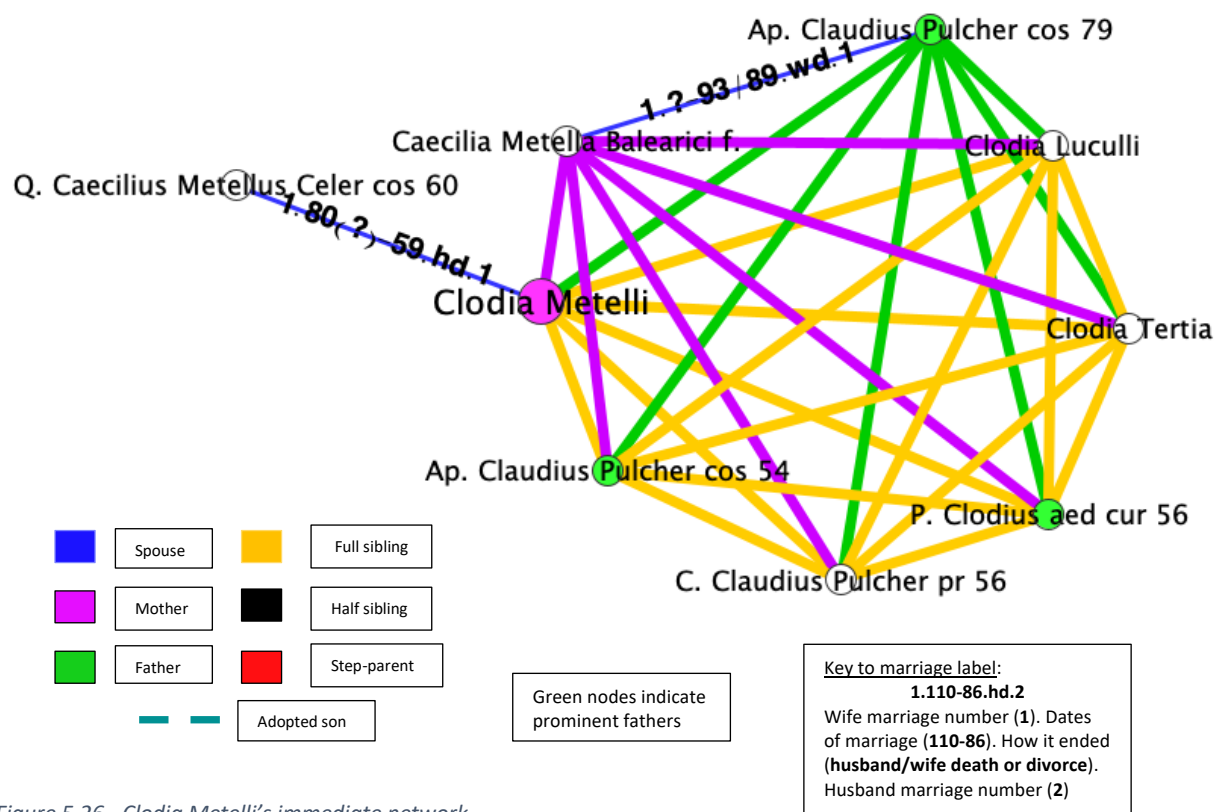 Ap. Claudius Pulcher cos 79
1.?-93/89.wd.1
Caecilia Metella Balearici f.
Clodia Luculli
Q. Caecilius Metellus Celer cos 60
1.80(?)-59.hd.1
Clodia Metelli
Clodia Tertia
Ap. Claudius Pulcher cos 54
P. Clodius aed cur 56
C. Claudius Pulcher pr 56
Spouse
Full sibling
Mother
Half sibling
Father
Step-parent
Adopted son
Green nodes indicate
prominent fathers
Key to marriage label:
1.110-86.hd.2
Wife marriage number (1). Dates
of marriage (110-86). How it ended
(husband/wife death or divorce).
Husband marriage number (2)
Figure 5.26 Clodia Metelli's immediate network